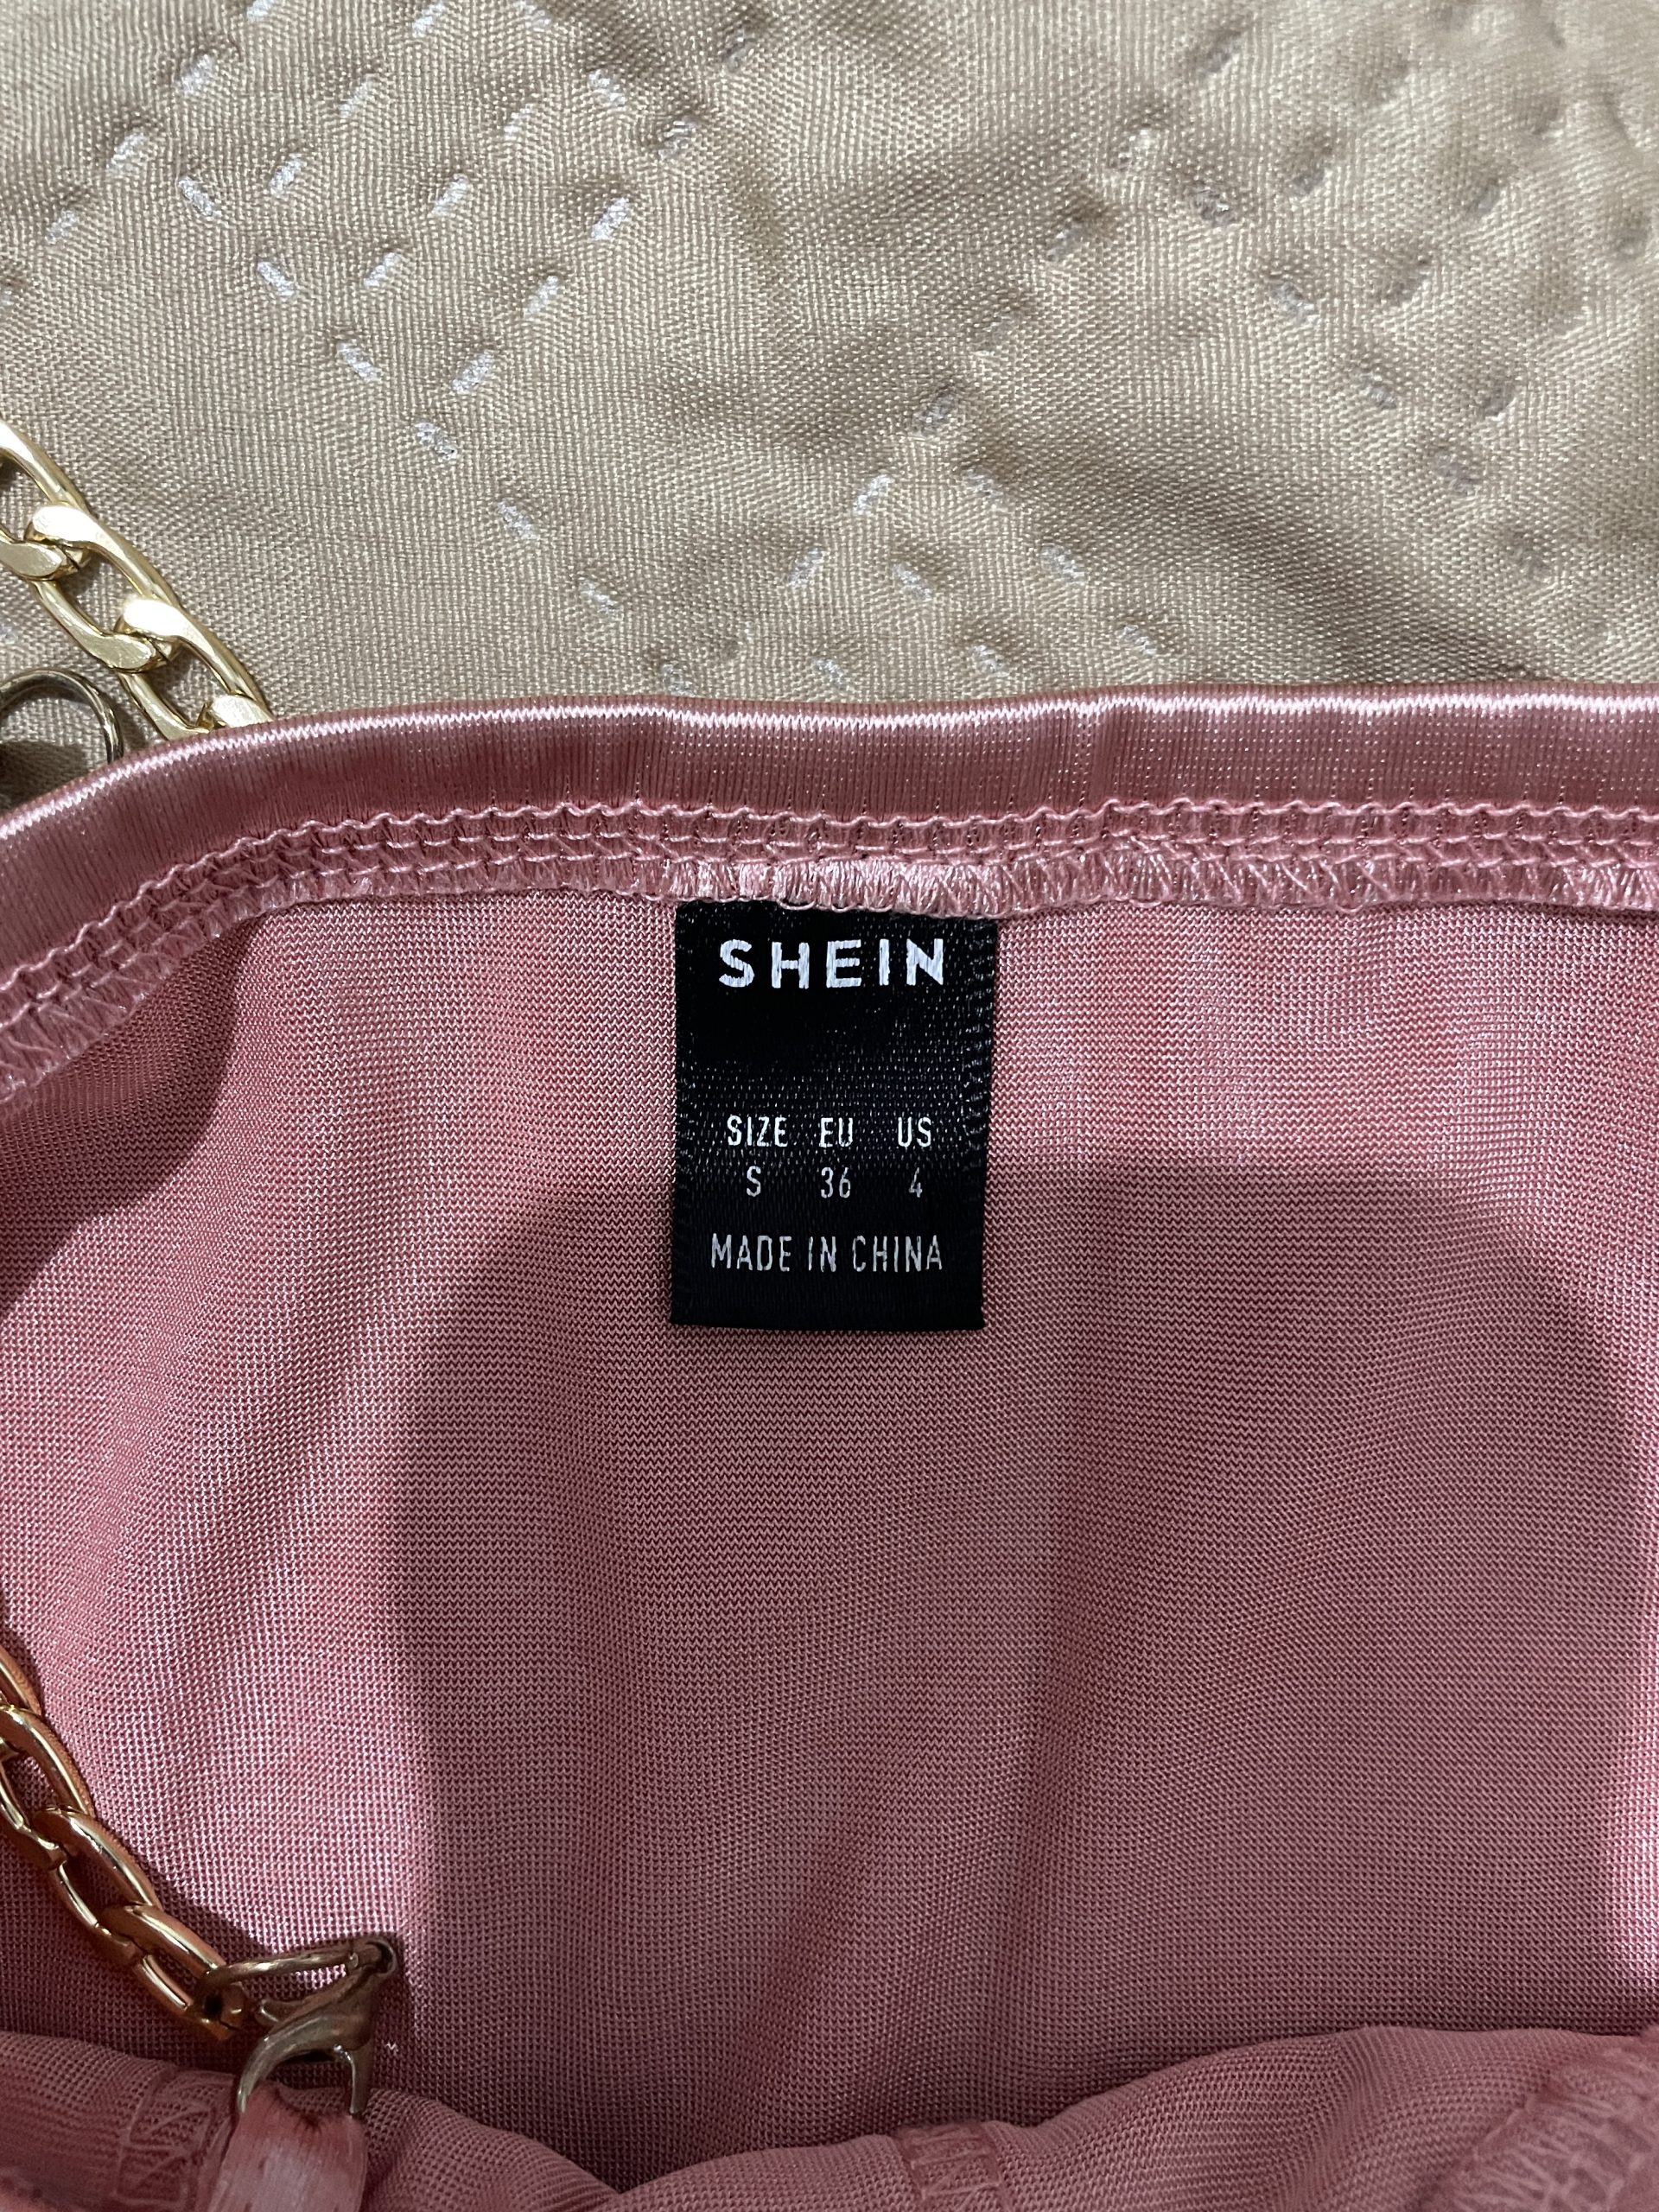 SHEIN
SIZE EU US
S 36 4
MADE IN CHINA